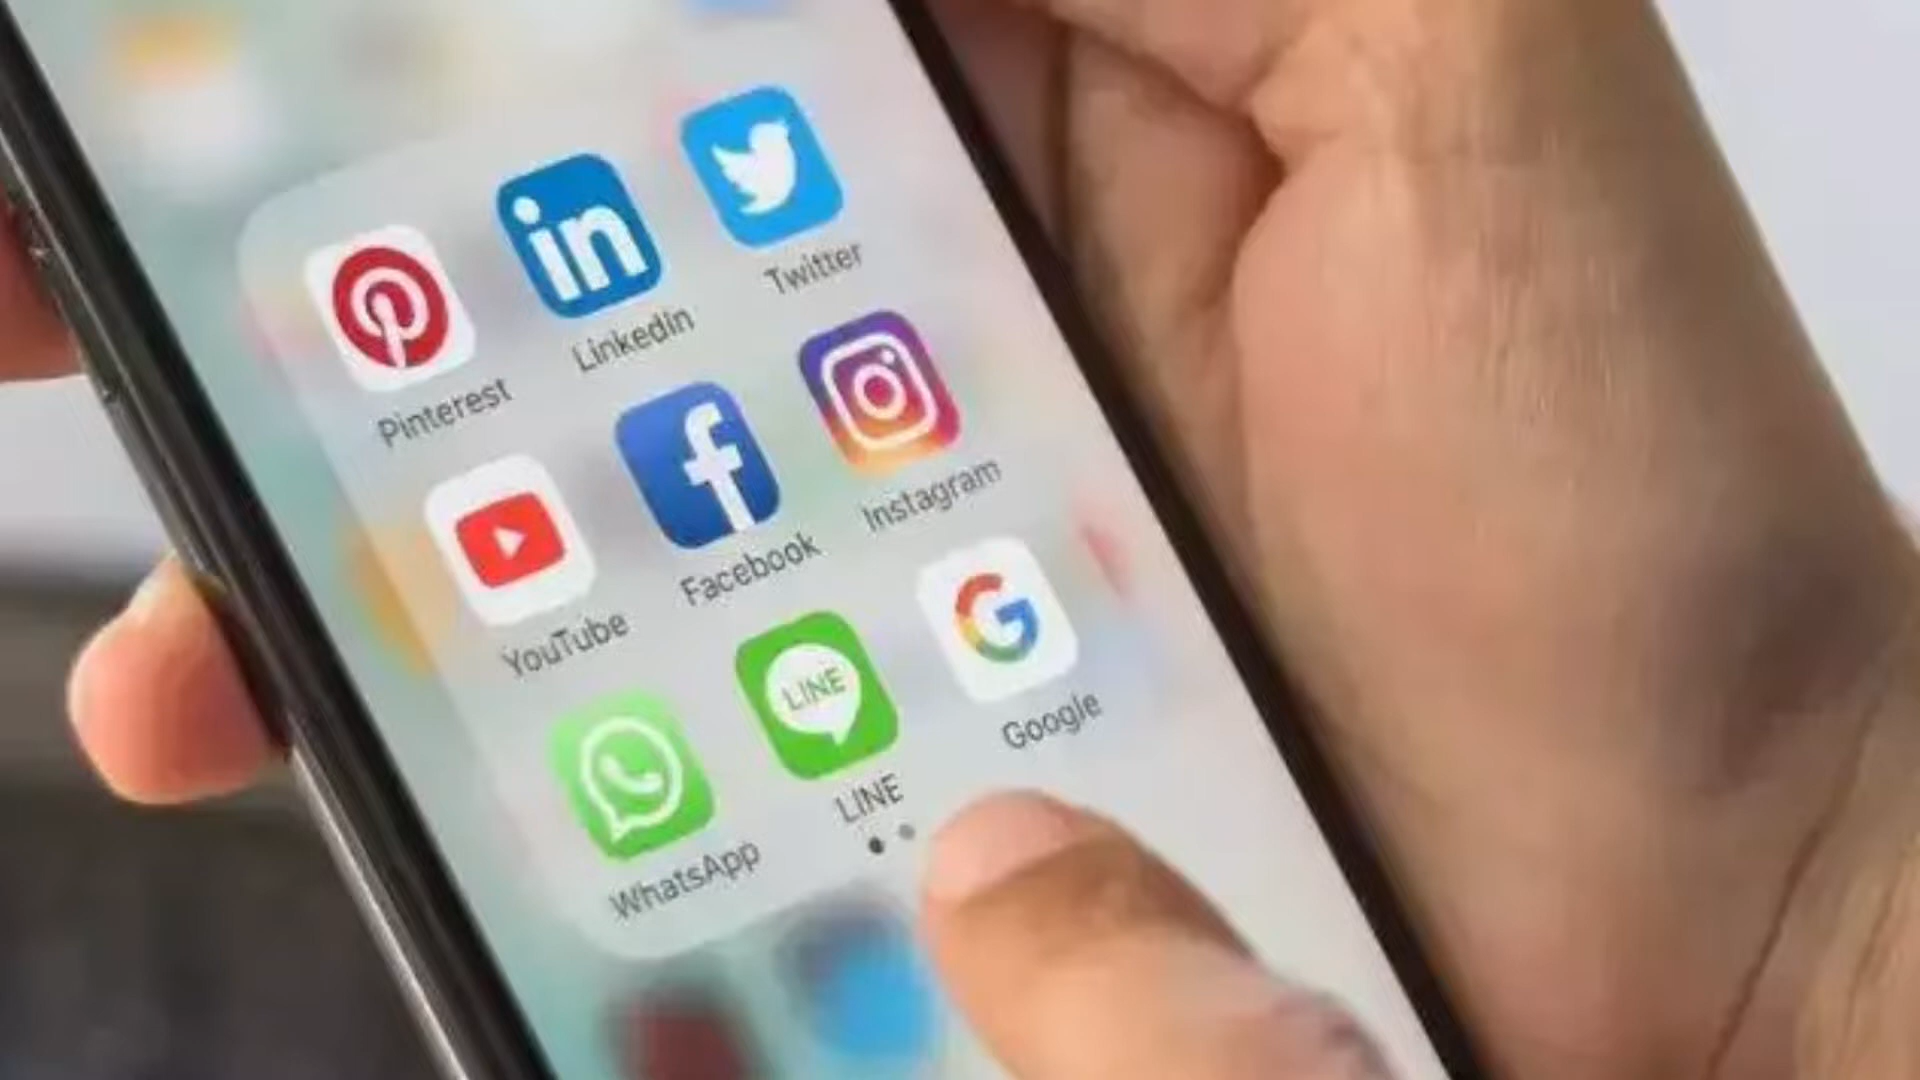 Pinterest
in
LinkedIn
Twitter
YouTube
f
Facebook
Instagram
WhatsApp
LINE
LINE
G
Google